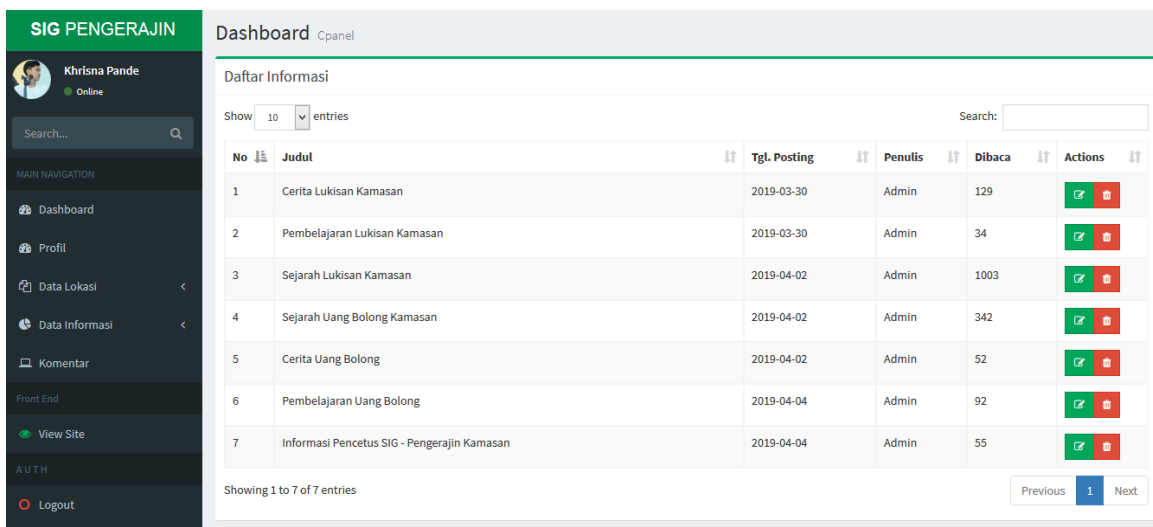 SIG PENGERAJIN
Khrisna Pande
Online
Search...
MAIN NAVIGATION
Dashboard
Profil
Data Lokasi
Data Informasi
Komentar
Front End
View Site
AUTH
Logout
Dashboard Cpanel
Daftar Informasi
Show 10 entries Search:
No Judul Tgl. Posting Penulis Dibaca Actions
1 Cerita Lukisan Kamasan 2019-03-30 Admin 129
2 Pembelajaran Lukisan Kamasan 2019-03-30 Admin 34
3 Sejarah Lukisan Kamasan 2019-04-02 Admin 1003
4 Sejarah Uang Bolong Kamasan 2019-04-02 Admin 342
5 Cerita Uang Bolong 2019-04-02 Admin 52
6 Pembelajaran Uang Bolong 2019-04-04 Admin 92
7 Informasi Pencetus SIG - Pengerajin Kamasan 2019-04-04 Admin 55
Showing 1 to 7 of 7 entries Previous 1 Next